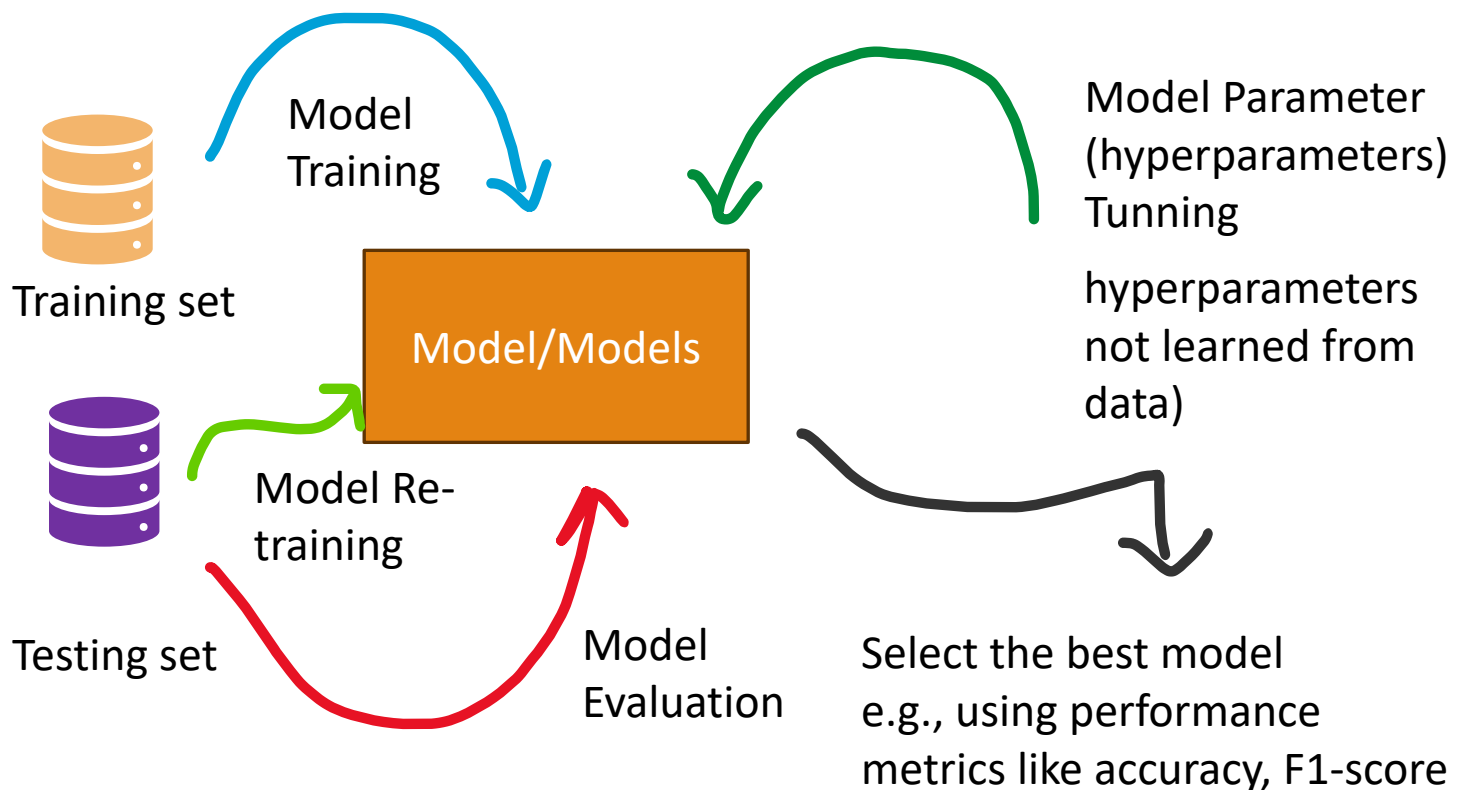 Model
Training
Training set
Model/Models
Model Parameter
(hyperparameters)
Tunning
hyperparameters
not learned from
data)
Model Re-
training
Testing set
Model
Evaluation
Select the best model
e.g., using performance
metrics like accuracy, F1-score